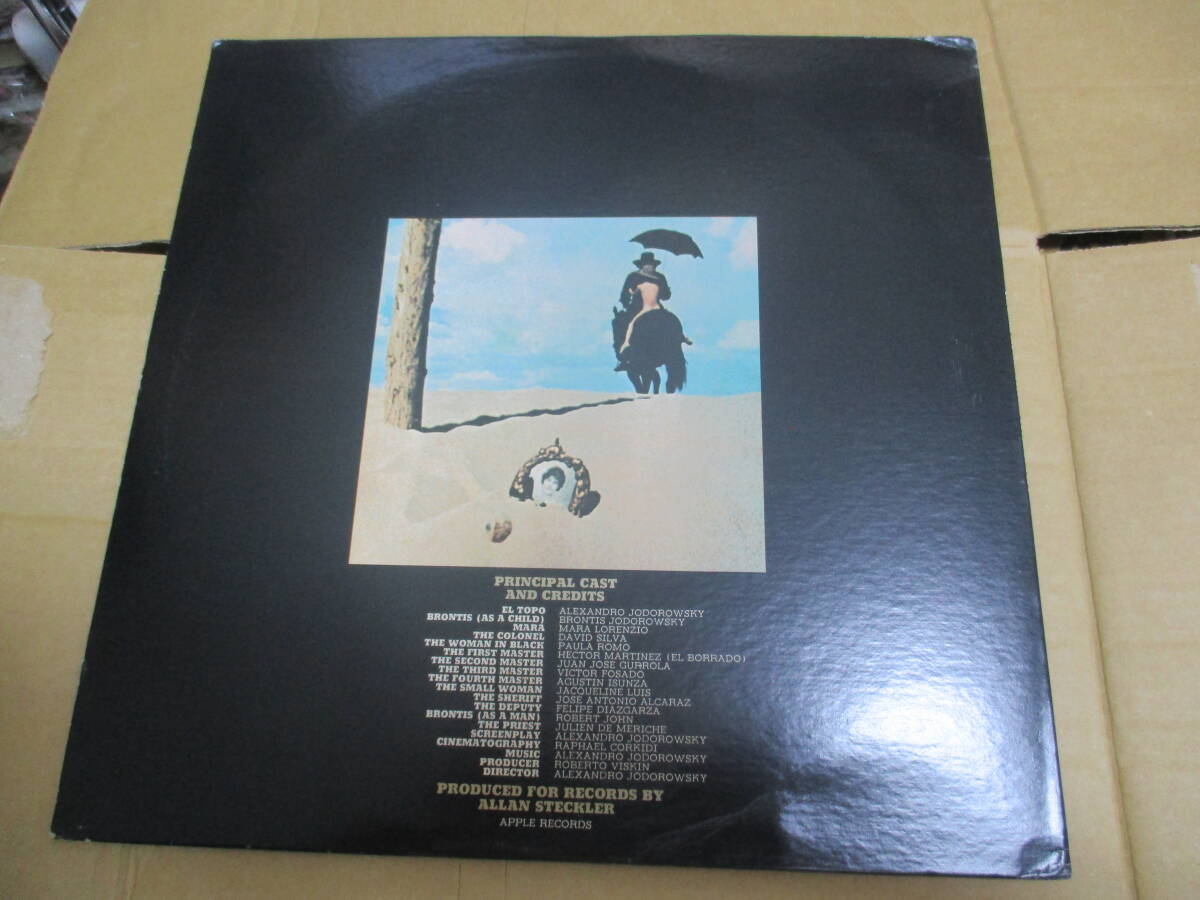 PRINCIPAL CAST
AND CREDITS
EL TOPO ALEXANDRO JODOROWSKY
BRONTIS (AS A CHILD) BRONTIS JODOROWSKY
MARA MARA LORENZIO
THE COLONEL DAVID SILVA
THE WOMAN IN BLACK PAULA ROMO
THE FIRST MASTER HECTOR MARTINEZ (EL BORRADO)
THE SECOND MASTER JUAN JOSE GURROLA
THE THIRD MASTER VICTOR FOSADO
THE FOURTH MASTER AGUSTIN ISUNZA
THE SMALL WOMAN JACQUELINE LUIS
THE SHERIFF JOSE ANTONIO ALCARAZ
THE DEPUTY FELIPE DIAZGARZA
BRONTIS (AS A MAN) ROBERT JOHN
THE PRIEST JULIEN DE MERICHE
SCREENPLAY ALEXANDRO JODOROWSKY
CINEMATOGRAPHY RAPHAEL CORKIDI
MUSIC ALEXANDRO JODOROWSKY
PRODUCER ROBERTO VISKIN
DIRECTOR ALEXANDRO JODOROWSKY
PRODUCED FOR RECORDS BY
ALLAN STECKLER
APPLE RECORDS